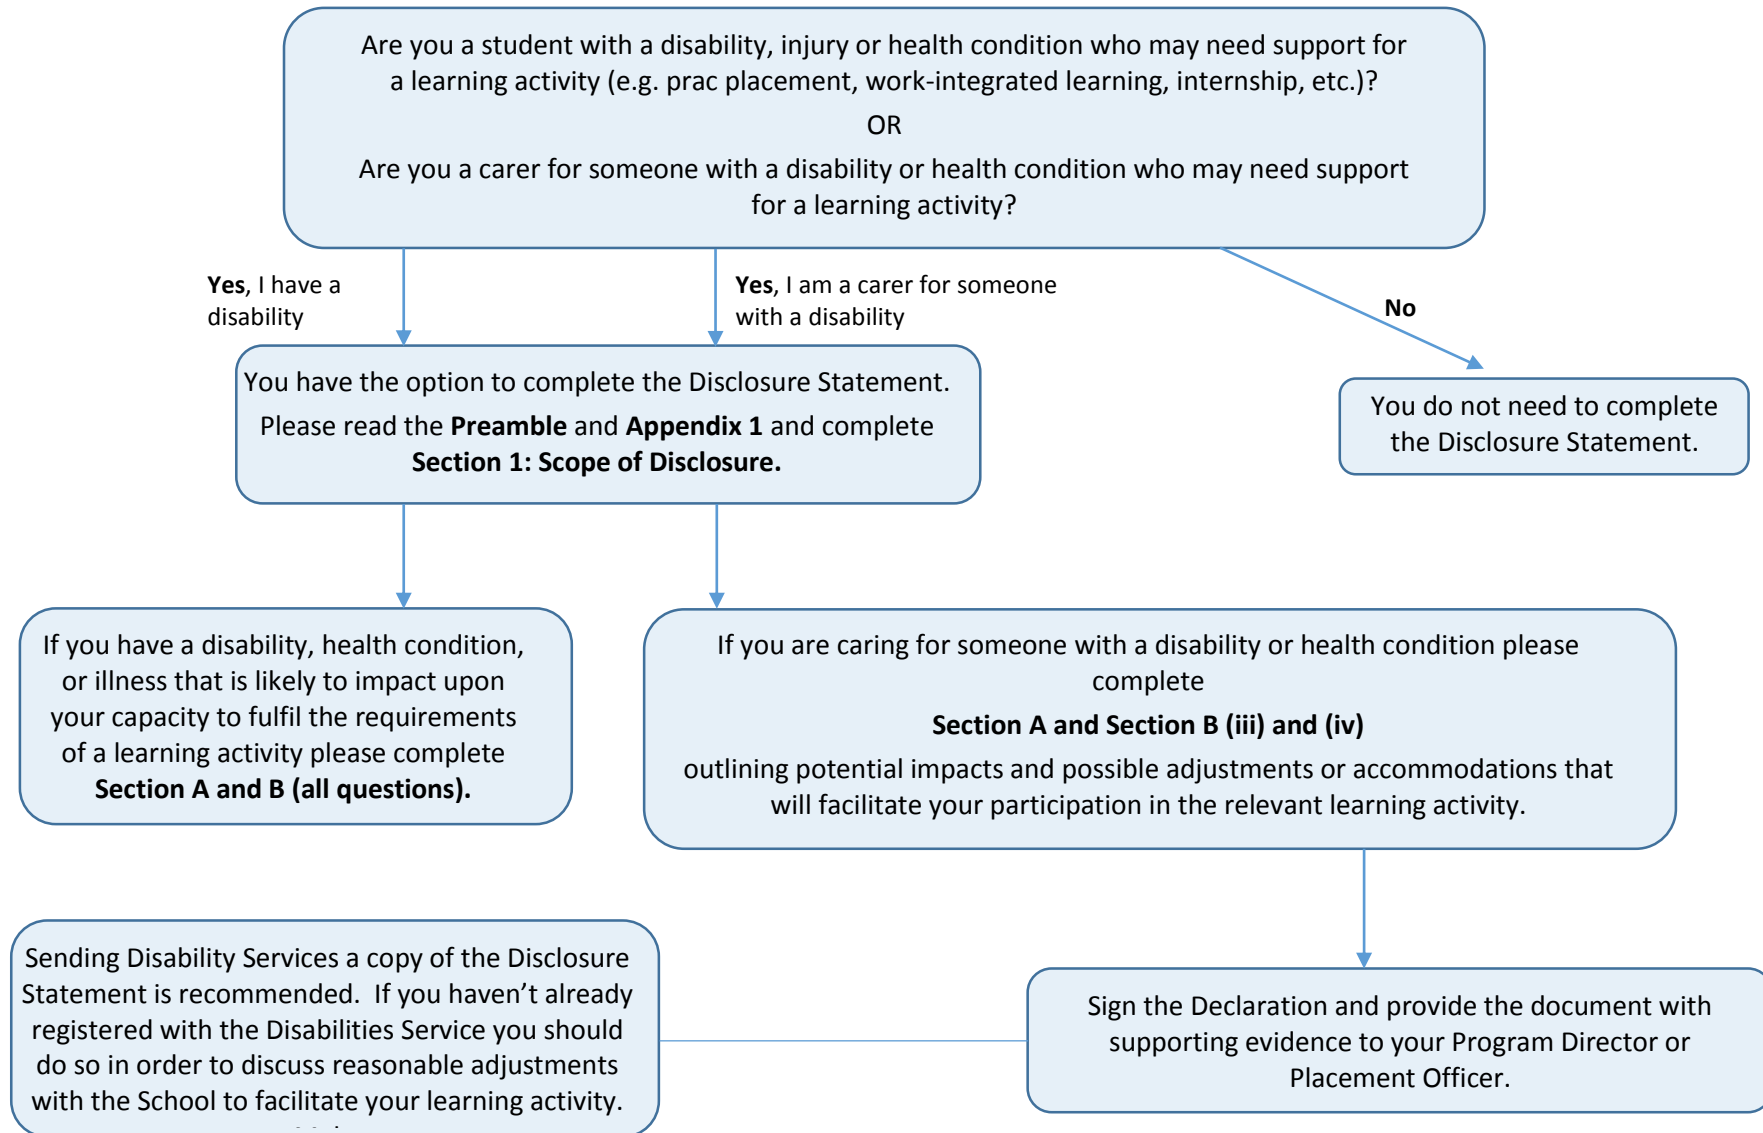 Are you a student with a disability, injury or health condition who may need support for
a learning activity (e.g. prac placement, work-integrated learning, internship, etc.)?
OR
Are you a carer for someone with a disability or health condition who may need support
for a learning activity?
Yes, I have a
disability
Yes, I am a carer for someone
with a disability
No
You have the option to complete the Disclosure Statement.
Please read the Preamble and Appendix 1 and complete
Section 1: Scope of Disclosure.
You do not need to complete
the Disclosure Statement.
If you have a disability, health condition,
or illness that is likely to impact upon
your capacity to fulfil the requirements
of a learning activity please complete
Section A and B (all questions).
If you are caring for someone with a disability or health condition please
complete
Section A and Section B (iii) and (iv)
outlining potential impacts and possible adjustments or accommodations that
will facilitate your participation in the relevant learning activity.
Sending Disability Services a copy of the Disclosure
Statement is recommended.  If you haven’t already
registered with the Disabilities Service you should
do so in order to discuss reasonable adjustments
with the School to facilitate your learning activity.
Sign the Declaration and provide the document with
supporting evidence to your Program Director or
Placement Officer.